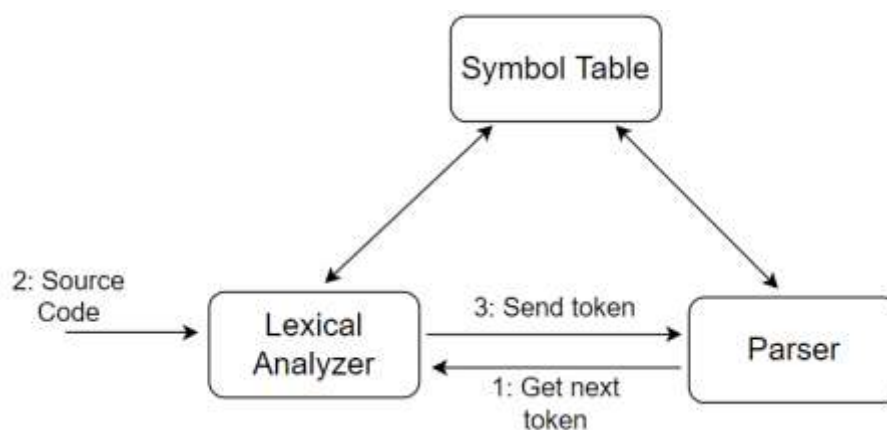 Symbol Table
2: Source
Code
Lexical
Analyzer
3: Send token
1: Get next
token
Parser